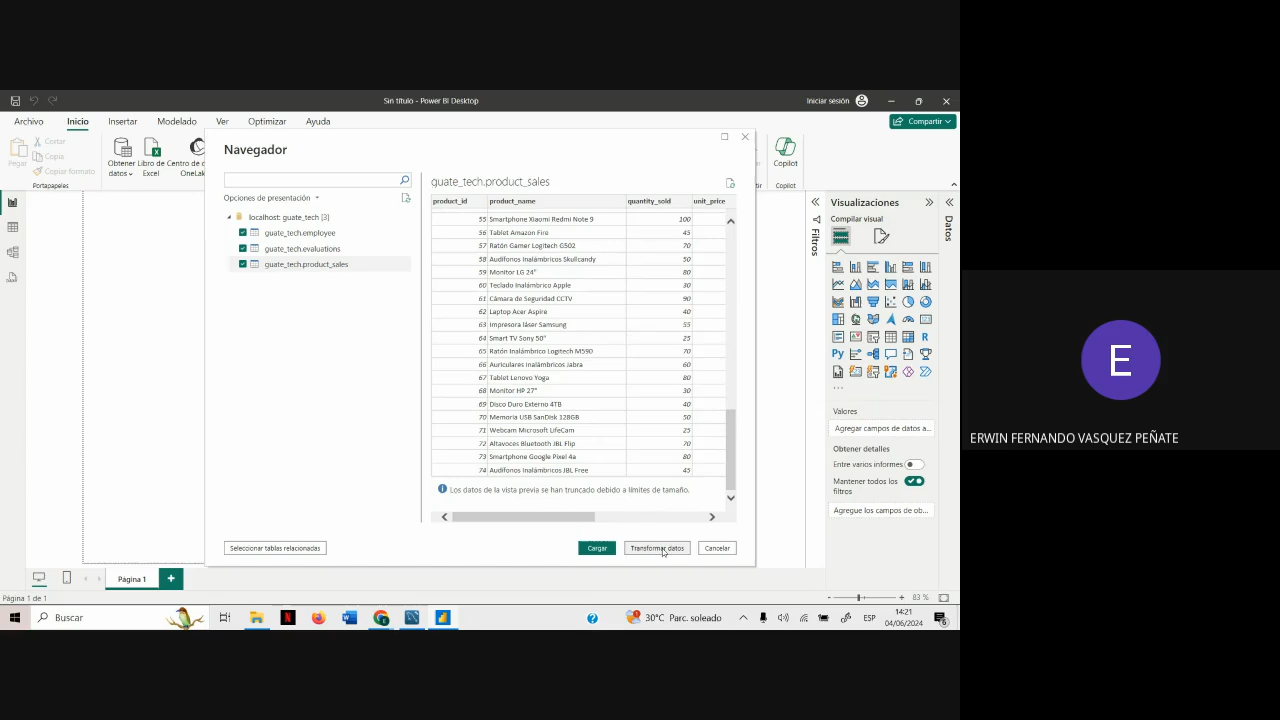 Sin título - Power BI Desktop
Iniciar sesión
Archivo Inicio Insertar Modelado Ver Optimizar Ayuda
Compartir
Pegar
Cortar
Copia
Copiar formato
Portapapeles
Obtener datos
Libro de Excel
Centro de
OneLak
Copilot
Copilot
Navegador
Opciones de presentación
localhost: guate_tech [3]
guate_tech.employee
guate_tech.evaluations
guate_tech.product_sales
guate_tech.product_sales
product_id product_name quantity_sold unit_price
55 Smartphone Xiaomi Redmi Note 9 100
56 Tablet Amazon Fire 45
57 Ratón Gamer Logitech G502 70
58 Audífonos Inalámbricos Skullcandy 50
59 Monitor LG 24" 80
60 Teclado Inalámbrico Apple 30
61 Cámara de Seguridad CCTV 90
62 Laptop Acer Aspire 40
63 Impresora láser Samsung 55
64 Smart TV Sony 50" 25
65 Ratón Inalámbrico Logitech M590 70
66 Auriculares Inalámbricos Jabra 60
67 Tablet Lenovo Yoga 80
68 Monitor HP 27" 30
69 Disco Duro Externo 4TB 40
70 Memoria USB SanDisk 128GB 50
71 Webcam Microsoft LifeCam 25
72 Altavoces Bluetooth JBL Flip 70
73 Smartphone Google Pixel 4a 80
74 Audífonos Inalámbricos JBL Free 45
Los datos de la vista previa se han truncado debido a límites de tamaño.
Seleccionar tablas relacionadas
Cargar
Transformar datos
Cancelar
Filtros
Visualizaciones
Compilar visual
Datos
R
Py
Valores
Agregar campos de datos a...
Obtener detalles
Entre varios informes
Mantener todos los
filtros
Agregue los campos de ob...
Página 1
Página 1 de 1
83 %
Buscar
30°C Parc. soleado
ESP
14:21
04/06/2024
6
E
ERWIN FERNANDO VASQUEZ PEÑATE